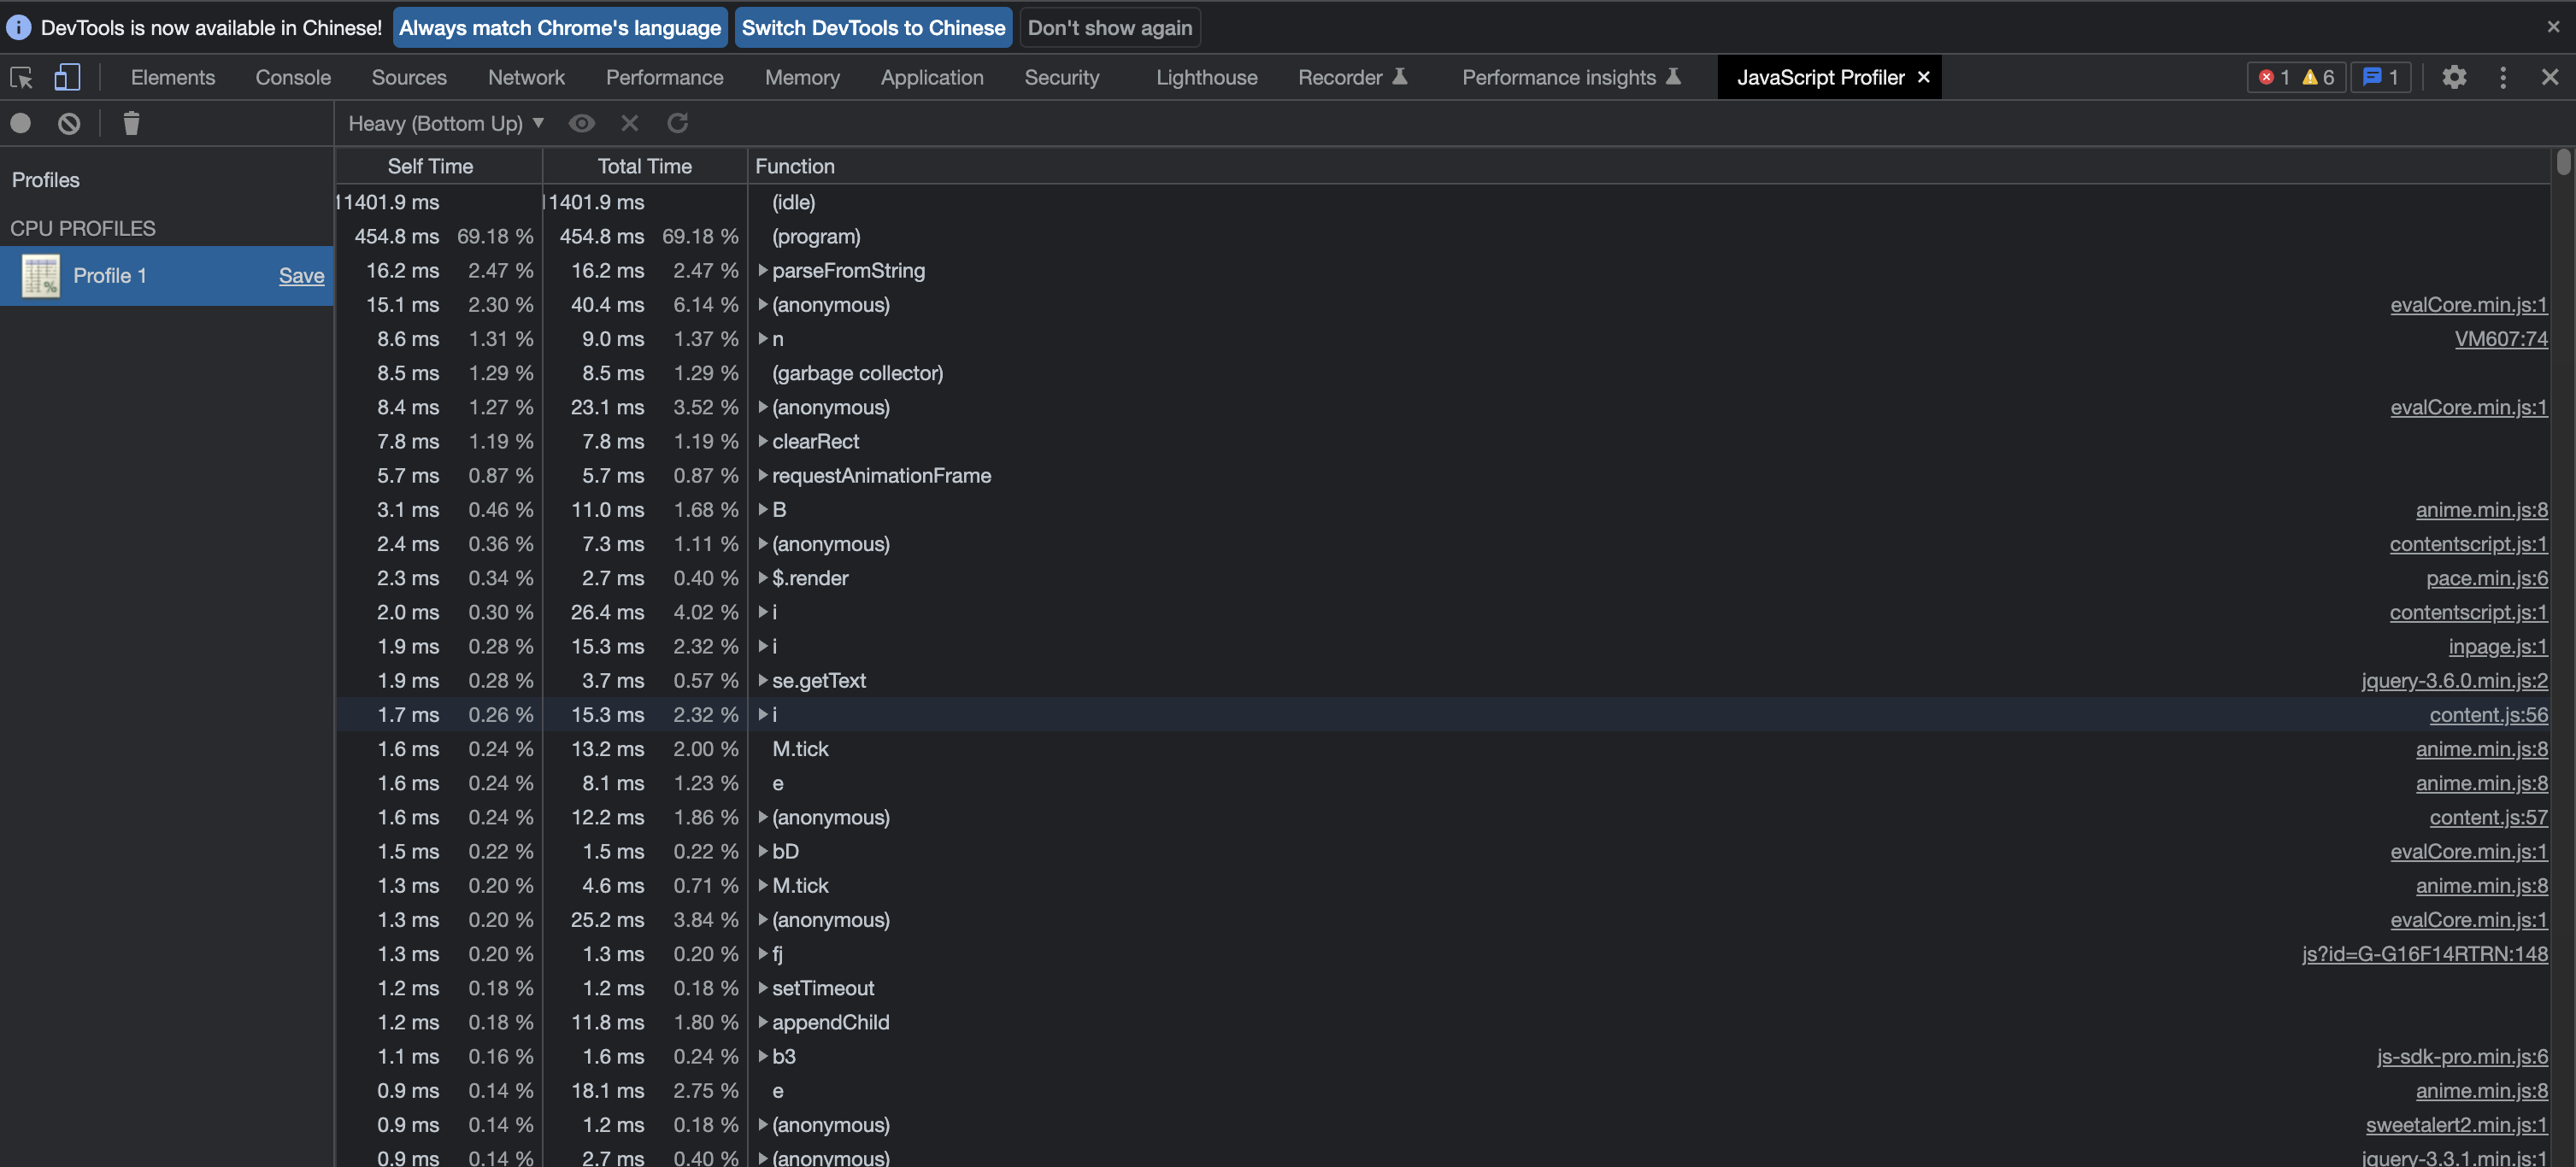 DevTools is now available in Chinese! Always match Chrome's language Switch DevTools to Chinese Don't show again
Elements Console Sources Network Performance Memory Application Security Lighthouse Recorder Performance insights JavaScript Profiler 1 6 1
Heavy (Bottom Up)
Profiles
CPU PROFILES
Profile 1 Save
Self Time Total Time Function
11401.9 ms 11401.9 ms (idle)
454.8 ms 69.18 % 454.8 ms 69.18 % (program)
16.2 ms 2.47 % 16.2 ms 2.47 % parseFromString
15.1 ms 2.30 % 40.4 ms 6.14 % (anonymous) evalCore.min.js:1
8.6 ms 1.31 % 9.0 ms 1.37 % n VM607:74
8.5 ms 1.29 % 8.5 ms 1.29 % (garbage collector)
8.4 ms 1.27 % 23.1 ms 3.52 % (anonymous) evalCore.min.js:1
7.8 ms 1.19 % 7.8 ms 1.19 % clearRect
5.7 ms 0.87 % 5.7 ms 0.87 % requestAnimationFrame
3.1 ms 0.46 % 11.0 ms 1.68 % B anime.min.js:8
2.4 ms 0.36 % 7.3 ms 1.11 % (anonymous) contentscript.js:1
2.3 ms 0.34 % 2.7 ms 0.40 % $.render pace.min.js:6
2.0 ms 0.30 % 26.4 ms 4.02 % i contentscript.js:1
1.9 ms 0.28 % 15.3 ms 2.32 % i inpage.js:1
1.9 ms 0.28 % 3.7 ms 0.57 % se.getText jquery-3.6.0.min.js:2
1.7 ms 0.26 % 15.3 ms 2.32 % i content.js:56
1.6 ms 0.24 % 13.2 ms 2.00 % M.tick anime.min.js:8
1.6 ms 0.24 % 8.1 ms 1.23 % e anime.min.js:8
1.6 ms 0.24 % 12.2 ms 1.86 % (anonymous) content.js:57
1.5 ms 0.22 % 1.5 ms 0.22 % bD evalCore.min.js:1
1.3 ms 0.20 % 4.6 ms 0.71 % M.tick anime.min.js:8
1.3 ms 0.20 % 25.2 ms 3.84 % (anonymous) evalCore.min.js:1
1.3 ms 0.20 % 1.3 ms 0.20 % fj js?id=G-G16F14RTRN:148
1.2 ms 0.18 % 1.2 ms 0.18 % setTimeout
1.2 ms 0.18 % 11.8 ms 1.80 % appendChild
1.1 ms 0.16 % 1.6 ms 0.24 % b3 js-sdk-pro.min.js:6
0.9 ms 0.14 % 18.1 ms 2.75 % e anime.min.js:8
0.9 ms 0.14 % 1.2 ms 0.18 % (anonymous) sweetalert2.min.js:1
0.9 ms 0.14 % 2.7 ms 0.40 % (anonymous) jquery-3.3.1.min.js:1